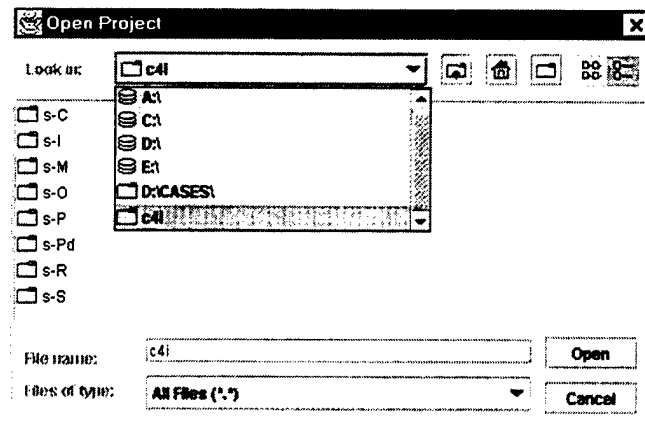 Open Project
Look in: c4i
A:\
C:\
D:\
E:\
D:\CASES\
c4i
s-C
s-I
s-M
s-O
s-P
s-Pd
s-R
s-S
File name: c4i Open
Files of type: All Files (*.*) Cancel